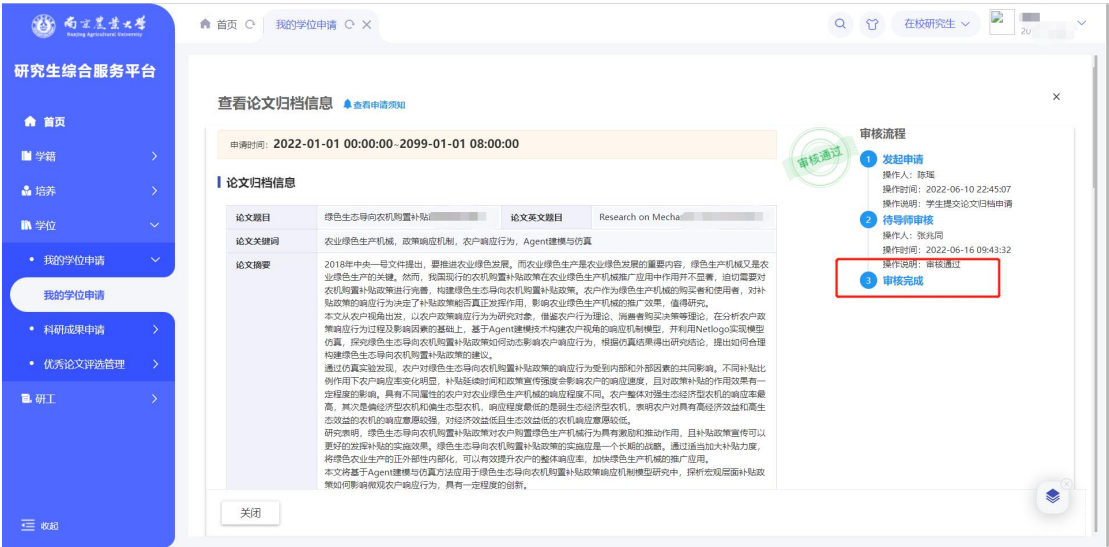 南京农业大学
Nanjing Agricultural University
首页
我的学位申请
在校研究生
研究生综合服务平台
首页
学籍
培养
学位
我的学位申请
我的学位申请
科研成果申请
优秀论文评选管理
研工
收起
查看论文归档信息 查看申请须知
申请时间: 2022-01-01 00:00:00~2099-01-01 08:00:00
论文归档信息
论文题目 绿色生态导向农机购置补贴 论文英文题目 Research on Mecha
论文关键词 农业绿色生产机械, 政策响应机制, 农户响应行为, Agent建模与仿真
论文摘要 2018年中央一号文件提出，要推进农业绿色发展。而农业绿色生产是农业绿色发展的重要内容，绿色生产机械又是农
业绿色生产的关键。然而，我国现行的农机购置补贴政策在农业绿色生产机械推广应用中作用并不显著，迫切需要对
农机购置补贴政策进行完善，构建绿色生态导向农机购置补贴政策。农户作为绿色生产机械的购买者和使用者，对补
贴政策的响应行为决定了补贴政策能否真正发挥作用，影响农业绿色生产机械的推广效果，值得研究。
本文从农户视角出发，以农户政策响应行为为研究对象，借鉴农户行为理论、消费者购买决策等理论，在分析农户政
策响应行为过程及影响因素的基础上，基于Agent建模技术构建农户视角的响应机制模型，并利用Netlogo实现模型
仿真，探究绿色生态导向农机购置补贴政策如何动态影响农户响应行为，根据仿真结果得出研究结论，提出如何合理
构建绿色生态导向农机购置补贴政策的建议。
通过仿真实验发现，农户对绿色生态导向农机购置补贴政策的响应行为受到内部和外部因素的共同影响。不同补贴比
例作用下农户响应率变化明显，补贴延续时间和政策宣传强度会影响农户的响应速度，且对政策补贴的作用效果有一
定程度的影响。具有不同属性的农户对农业绿色生产机械的响应程度不同。农户整体对强生态经济型农机的响应率最
高，其次是偏经济型农机和偏生态型农机，响应程度最低的是弱生态经济型农机，表明农户对具有高经济效益和高生
态效益的农机的响应意愿较强，对经济效益低且生态效益低的农机响应意愿较低。
研究表明，绿色生态导向农机购置补贴政策对农户购置绿色生产机械行为具有激励和推动作用，且补贴政策宣传可以
更好的发挥补贴的实施效果。绿色生态导向农机购置补贴政策的实施应是一个长期的战略。通过适当加大补贴力度，
将绿色农业生产的正外部性内部化，可以有效提升农户的整体响应率，加快绿色生产机械的推广应用。
本文将基于Agent建模与仿真方法应用于绿色生态导向农机购置补贴政策响应机制研究中，探析宏观层面补贴政
策如何影响微观农户响应行为，具有一定程度的创新。
审核通过
审核流程
1 发起申请
操作人：陈瑶
操作时间：2022-06-10 22:45:07
操作说明：学生提交论文归档申请
2 待导师审核
操作人：张兆同
操作时间：2022-06-16 09:43:32
操作说明：审核通过
3 审核完成
关闭